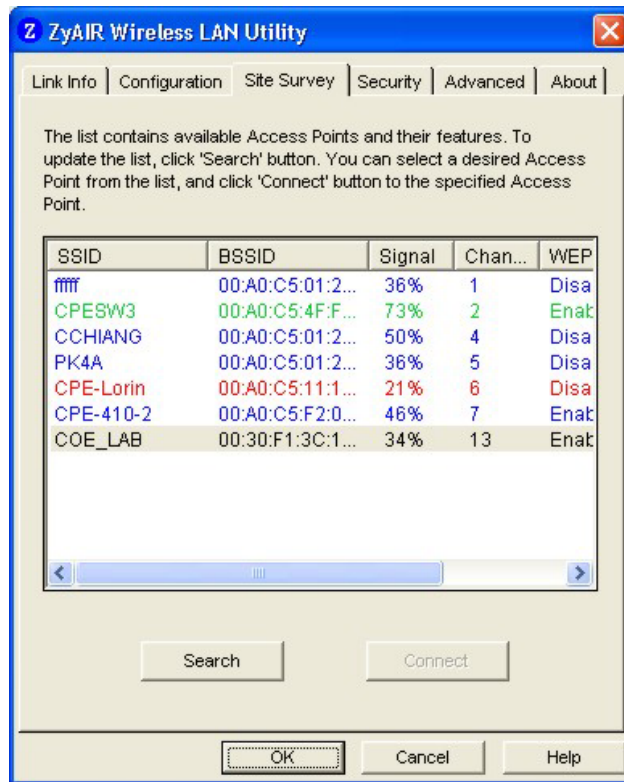 Z ZyAIR Wireless LAN Utility
Link Info Configuration Site Survey Security Advanced About
The list contains available Access Points and their features. To
update the list, click 'Search' button. You can select a desired Access
Point from the list, and click 'Connect' button to the specified Access
Point.
SSID BSSID Signal Chan... WEP
ffffff 00:A0:C5:01:2... 36% 1 Disa
CPESW3 00:A0:C5:4F:F... 73% 2 Enab
CCHIANG 00:A0:C5:01:2... 50% 4 Disa
PK4A 00:A0:C5:01:2... 36% 5 Disa
CPE-Lorin 00:A0:C5:11:1... 21% 6 Disa
CPE-410-2 00:A0:C5:F2:0... 46% 7 Enab
COE_LAB 00:30:F1:3C:1... 34% 13 Enab
Search Connect
OK Cancel Help